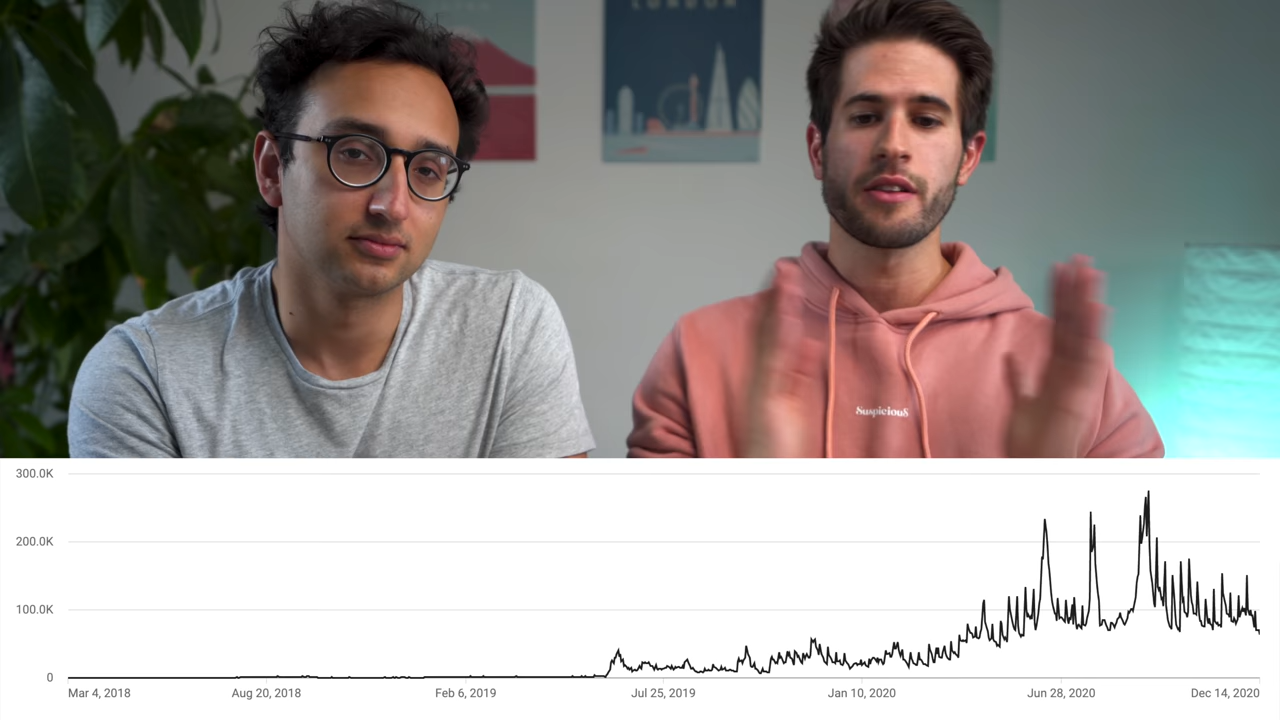 LONDON
SuspiciouS
300.0K
200.0K
100.0K
0
Mar 4, 2018
Aug 20, 2018
Feb 6, 2019
Jul 25, 2019
Jan 10, 2020
Jun 28, 2020
Dec 14, 2020